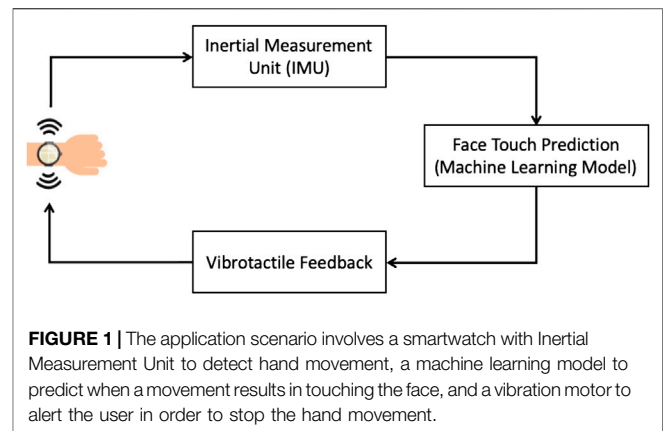 Inertial Measurement
Unit (IMU)
Face Touch Prediction
(Machine Learning Model)
Vibrotactile Feedback
FIGURE 1 | The application scenario involves a smartwatch with Inertial
Measurement Unit to detect hand movement, a machine learning model to
predict when a movement results in touching the face, and a vibration motor to
alert the user in order to stop the hand movement.